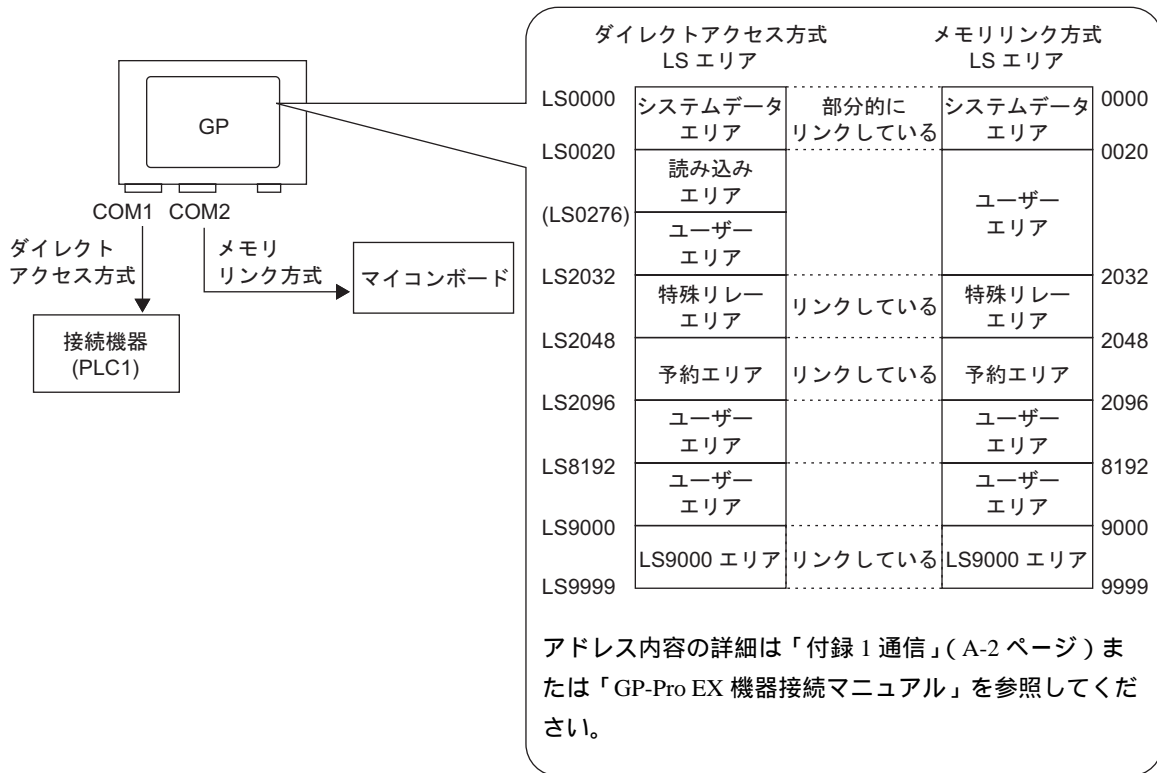 GP
COM1 COM2
ダイレクト
アクセス方式
メモリ
リンク方式
マイコンボード
接続機器
(PLC1)
ダイレクトアクセス方式
LS エリア
メモリリンク方式
LS エリア
LS0000
システムデータ
エリア
部分的に
リンクしている
システムデータ
エリア
0000
LS0020
0020
読み込み
エリア
(LS0276)
ユーザー
エリア
ユーザー
エリア
LS2032
2032
特殊リレー
エリア
リンクしている
特殊リレー
エリア
LS2048
2048
予約エリア
リンクしている
予約エリア
LS2096
2096
ユーザー
エリア
ユーザー
エリア
LS8192
8192
ユーザー
エリア
ユーザー
エリア
LS9000
9000
LS9000 エリア
リンクしている
LS9000 エリア
LS9999
9999
アドレス内容の詳細は「付録 1 通信」( A-2 ページ ) ま
たは「GP-Pro EX 機器接続マニュアル」を参照してくだ
さい。